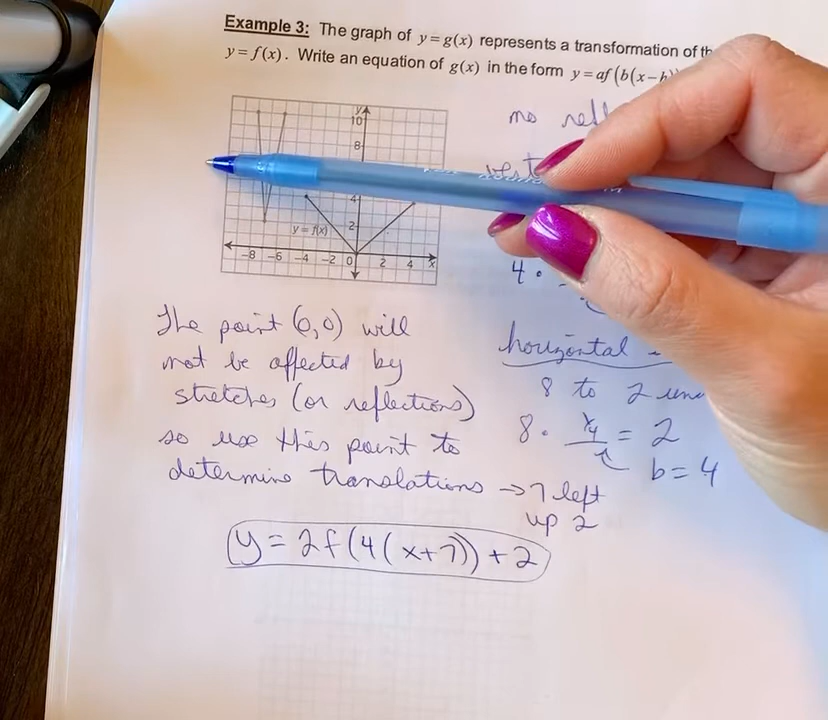 Example 3: The graph of y = g(x) represents a transformation of th
y = f(x). Write an equation of g(x) in the form y = af(b(x-h)
no refl
y
10
8
4
2
y = f(x)
-8 -6 -4 -2 0 2 4 x
4 •
The point (0,0) will
not be affected by
stretches (or reflections)
so use this point to
determine translations → 7 left
up 2
horizontal
8 to 2 un
8 • 1/4 = 2
b = 4
y = 2f(4(x+7)) + 2